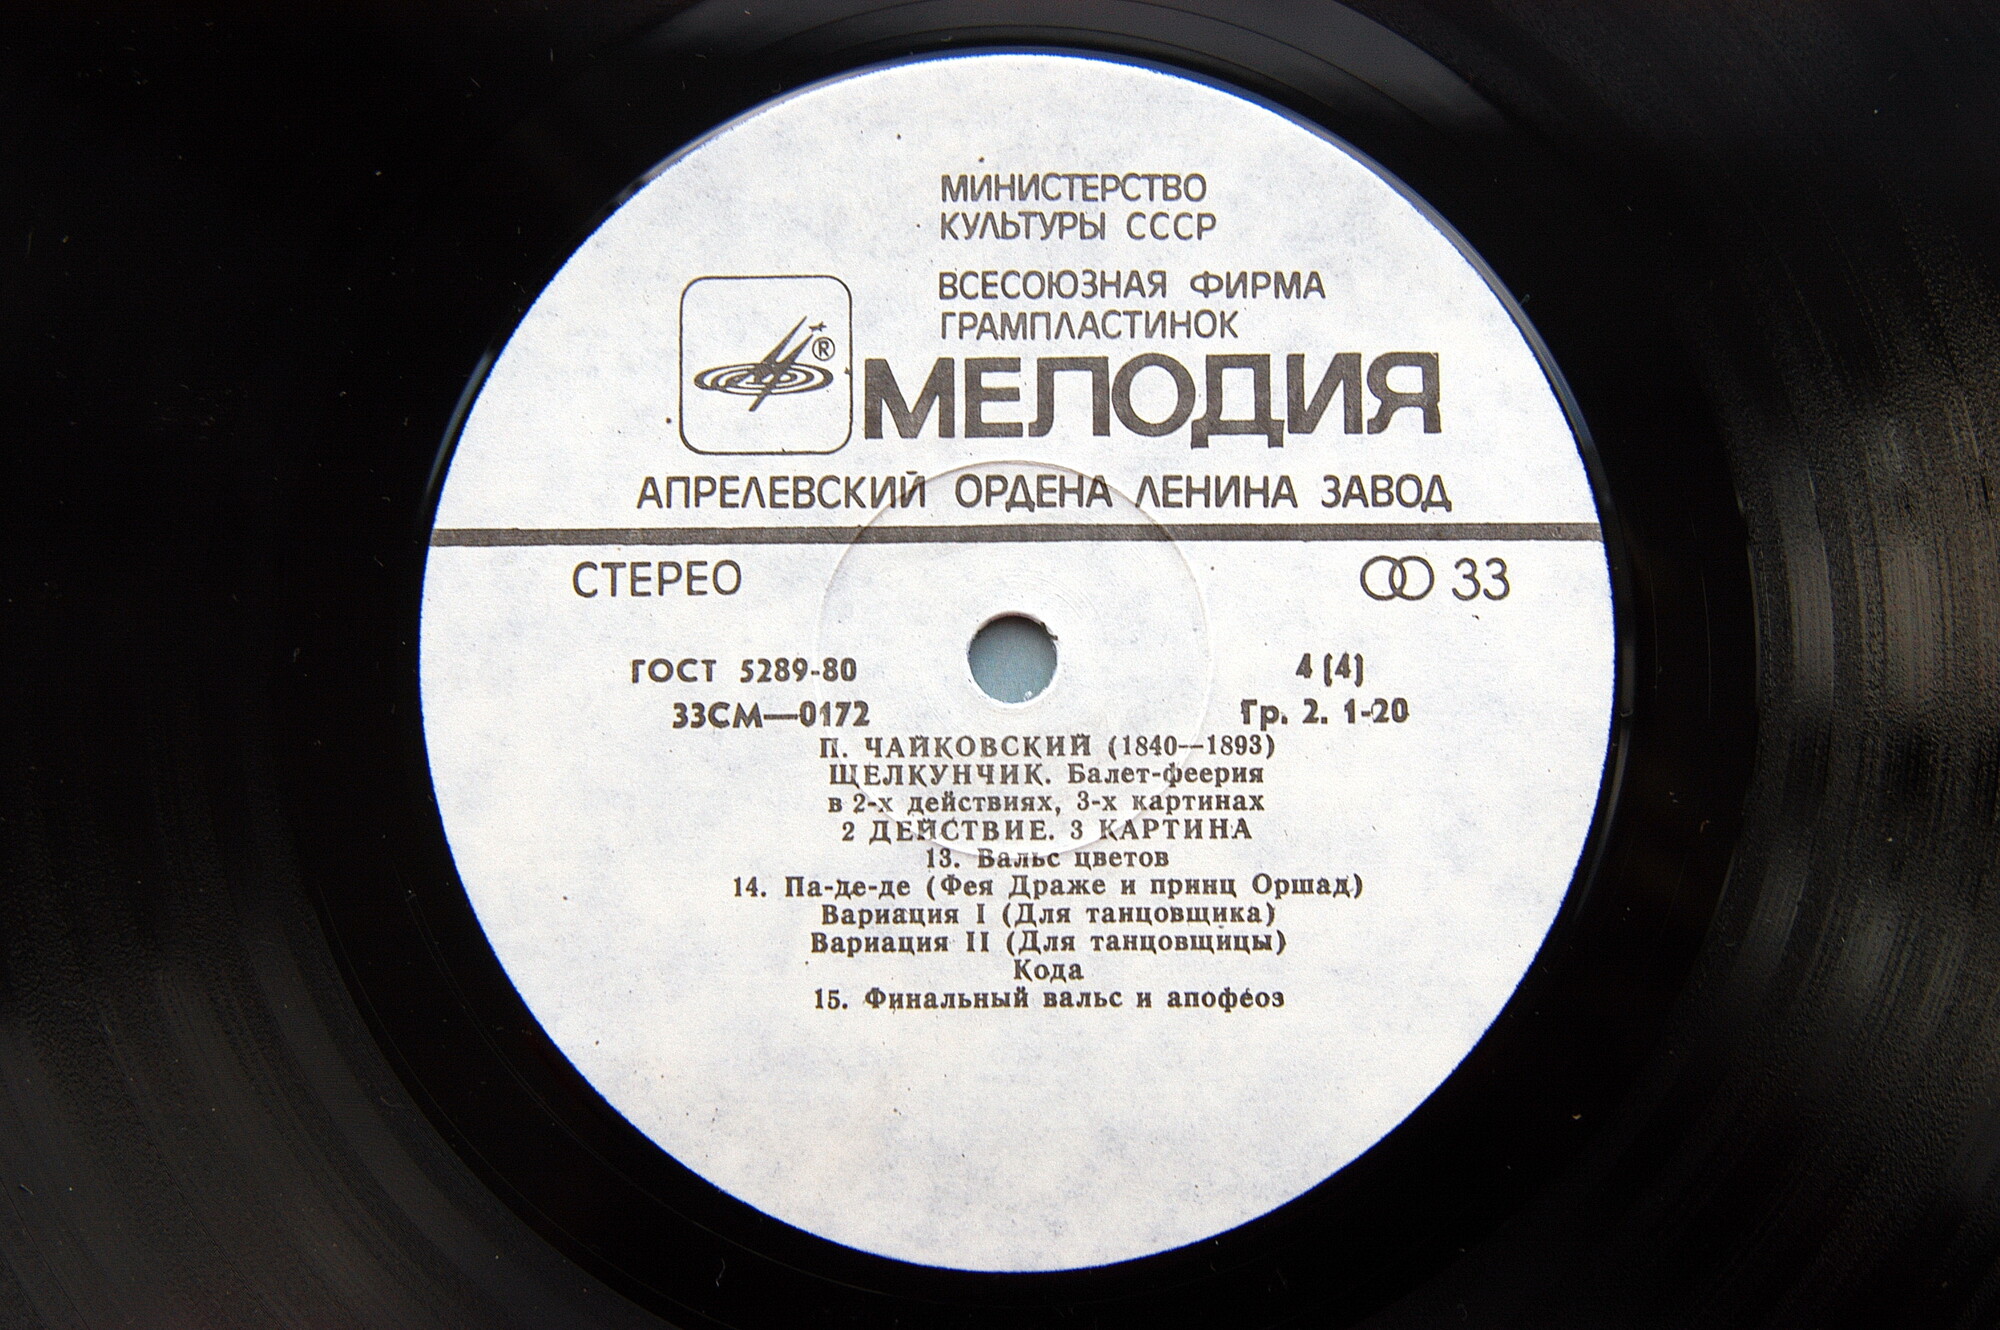 МИНИСТЕРСТВО
КУЛЬТУРЫ СССР
ВСЕСОЮЗНАЯ ФИРМА
ГРАМПЛАСТИНОК
®
МЕЛОДИЯ
АПРЕЛЕВСКИЙ ОРДЕНА ЛЕНИНА ЗАВОД
СТЕРЕО 33
ГОСТ 5289-80 4 (4)
33СМ—0172 Гр. 2. 1-20
П. ЧАЙКОВСКИЙ (1840—1893)
ЩЕЛКУНЧИК. Балет-феерия
в 2-х действиях, 3-х картинах
2 ДЕЙСТВИЕ. 3 КАРТИНА
13. Вальс цветов
14. Па-де-де (Фея Драже и принц Оршад)
Вариация I (Для танцовщика)
Вариация II (Для танцовщицы)
Кода
15. Финальный вальс и апофеоз